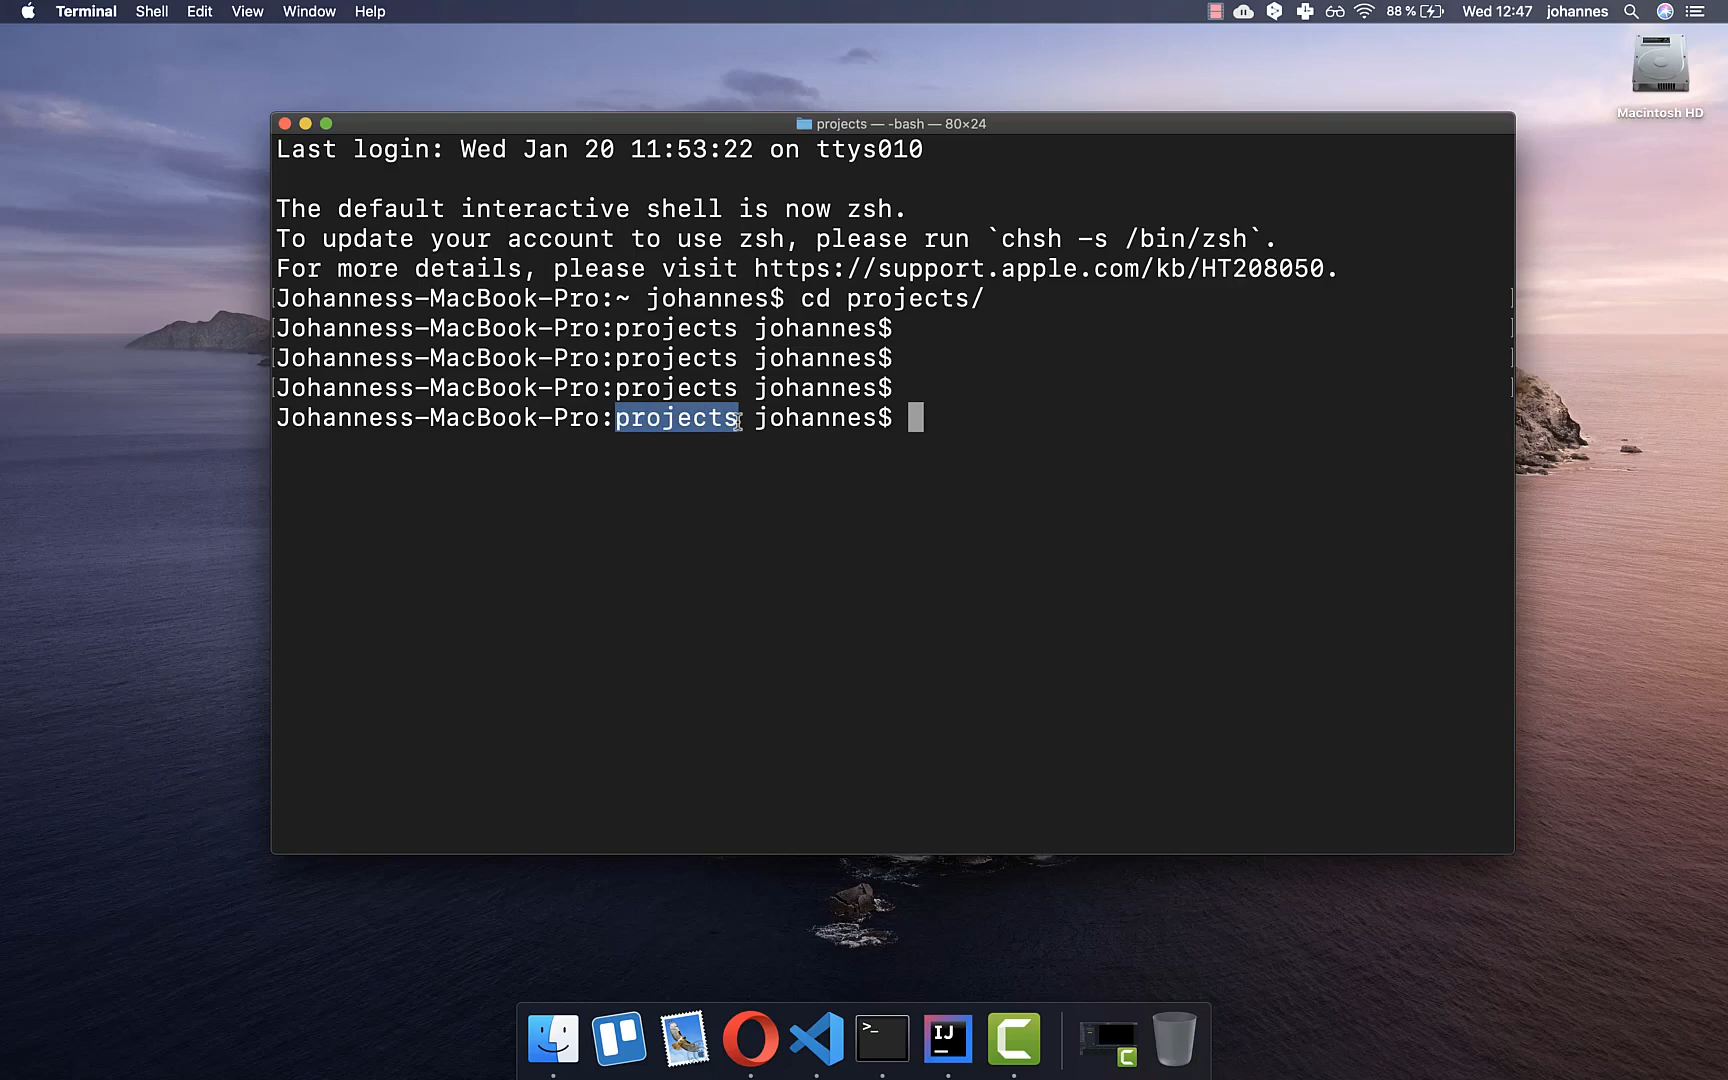 Terminal Shell Edit View Window Help 88 % Wed 12:47 johannes
Macintosh HD
projects — -bash — 80×24
Last login: Wed Jan 20 11:53:22 on ttys010
The default interactive shell is now zsh.
To update your account to use zsh, please run `chsh -s /bin/zsh`.
For more details, please visit https://support.apple.com/kb/HT208050.
Johanness-MacBook-Pro:~ johannes$ cd projects/
Johanness-MacBook-Pro:projects johannes$
Johanness-MacBook-Pro:projects johannes$
Johanness-MacBook-Pro:projects johannes$
Johanness-MacBook-Pro:projects johannes$
>_ IJ C C